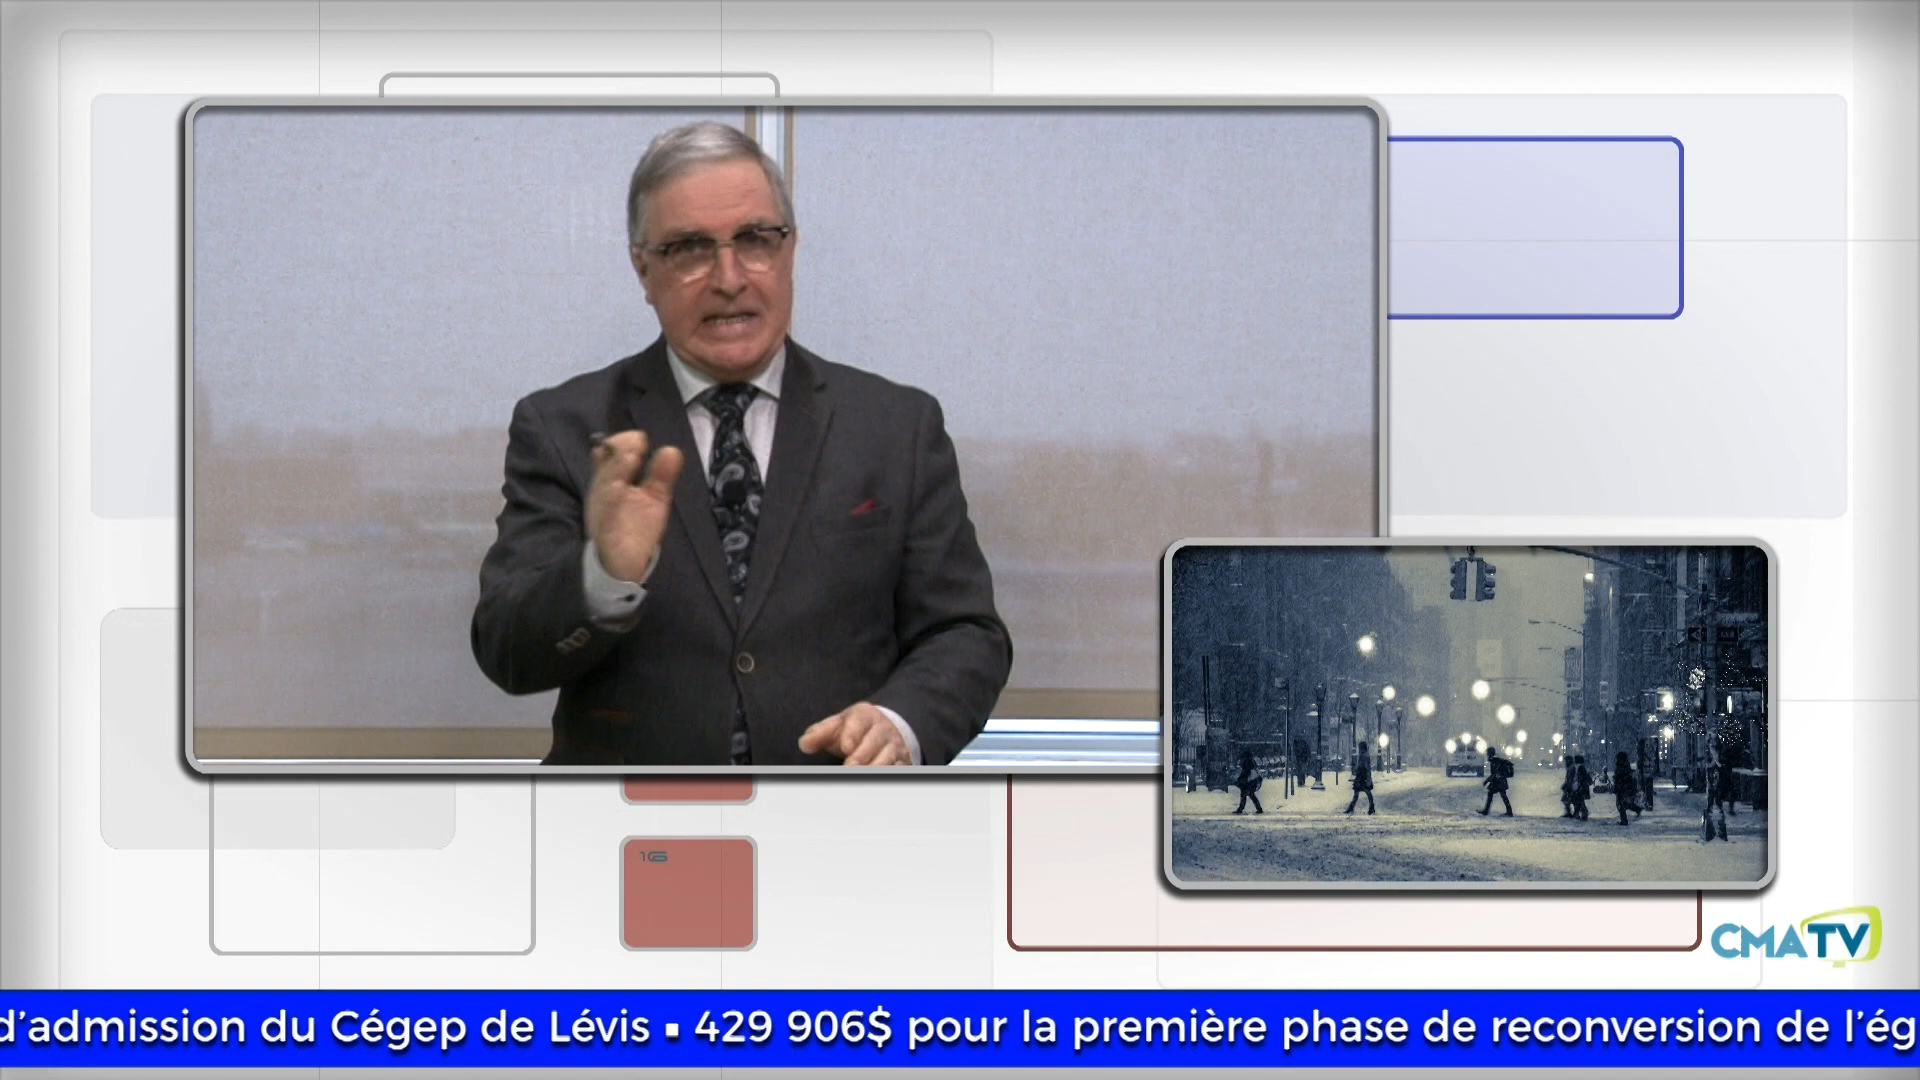 CMATV
d'admission du Cégep de Lévis ▪ 429 906$ pour la première phase de reconversion de l'ég